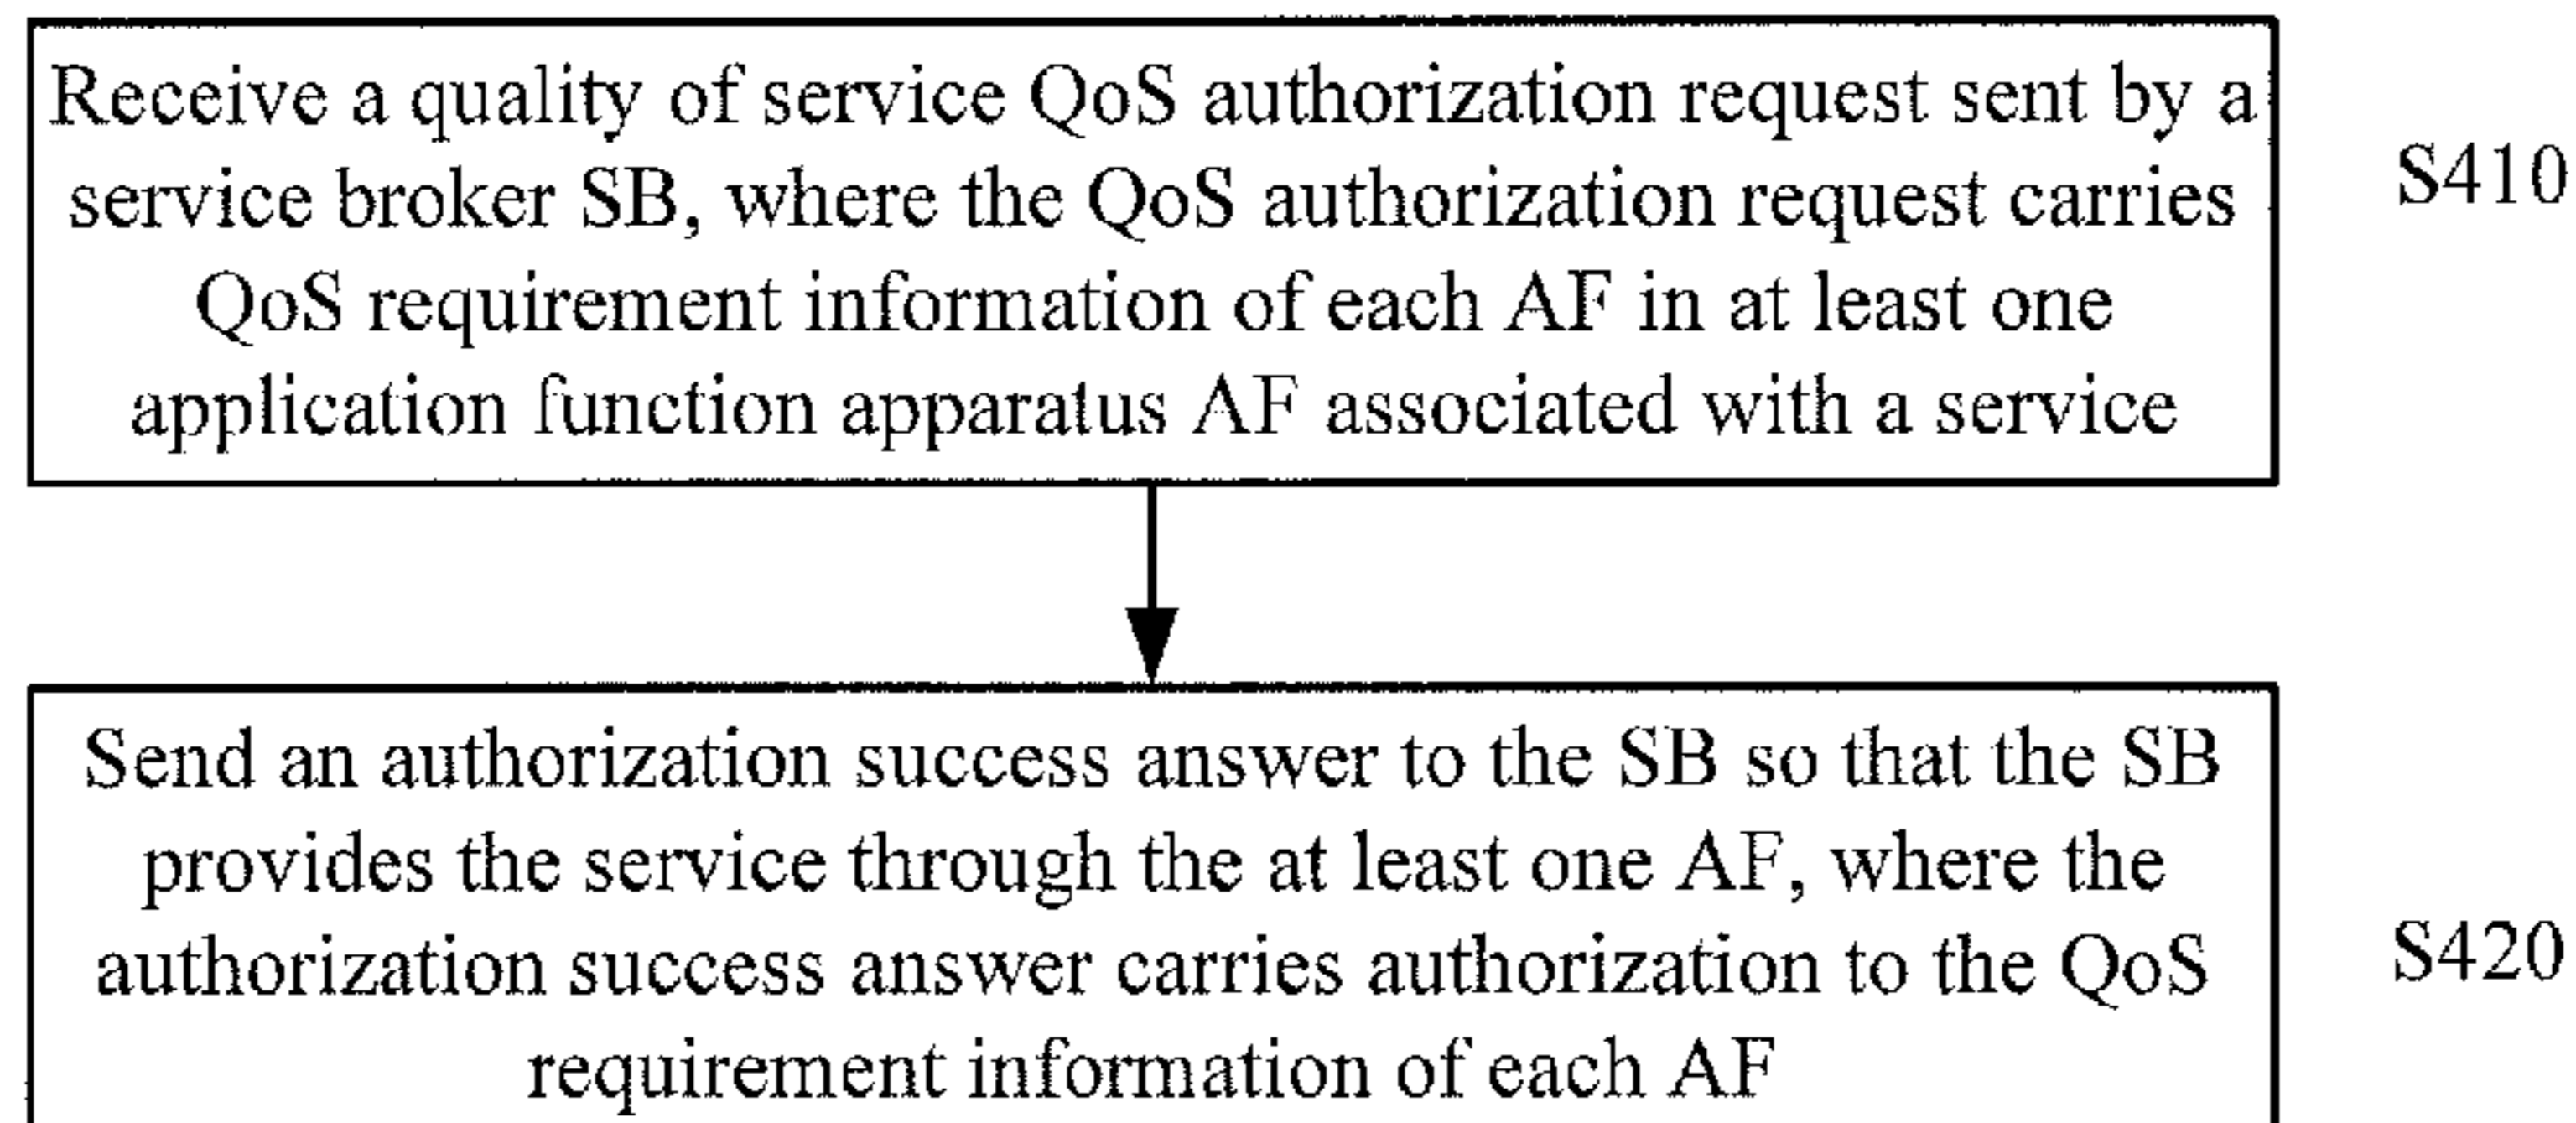 Receive a quality of service QoS authorization request sent by a
service broker SB, where the QoS authorization request carries
QoS requirement information of each AF in at least one
application function apparatus AF associated with a service
S410
Send an authorization success answer to the SB so that the SB
provides the service through the at least one AF, where the
authorization success answer carries authorization to the QoS
requirement information of each AF
S420